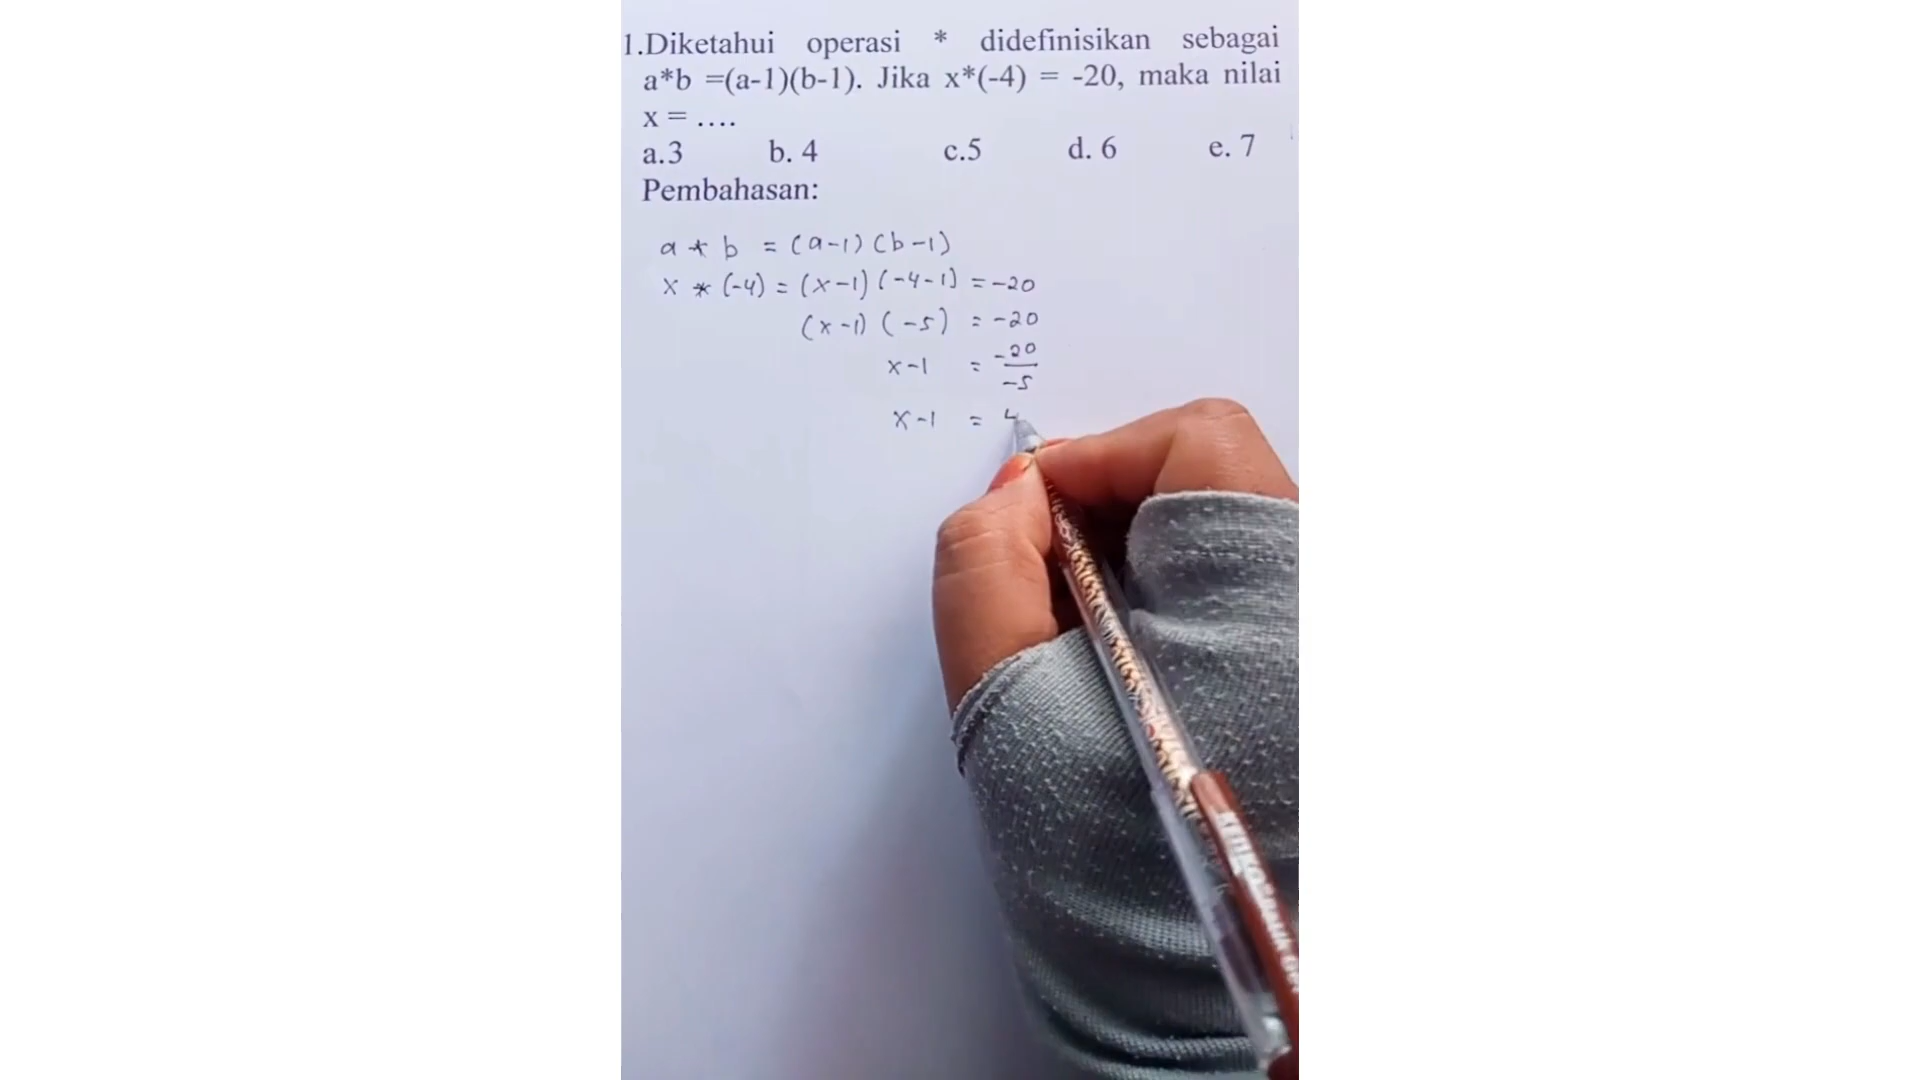 1.Diketahui operasi * didefinisikan sebagai
a*b =(a-1)(b-1). Jika x*(-4) = -20, maka nilai
x = ....
a.3 b. 4 c.5 d. 6 e. 7
Pembahasan:
a * b = (a-1) (b-1)
x * (-4) = (x-1) (-4-1) = -20
(x-1) (-5) = -20
x-1 = -20/-5
x-1 = 4